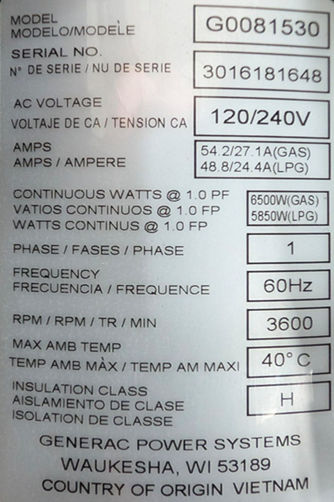 MODEL
MODELO/MODÈLE
G0081530
SERIAL NO.
N° DE SERIE / NU DE SERIE
3016181648
AC VOLTAGE
VOLTAJE DE CA / TENSION CA
120/240V
AMPS
AMPS / AMPERE
54.2/27.1A(GAS)
48.8/24.4A(LPG)
CONTINUOUS WATTS @ 1.0 PF
VATIOS CONTINUOS @ 1.0 FP
WATTS CONTINUS @ 1.0 FP
6500W(GAS)
5850W(LPG)
PHASE / FASES / PHASE
1
FREQUENCY
FRECUENCIA / FREQUENCE
60Hz
RPM / RPM / TR / MIN
3600
MAX AMB TEMP
TEMP AMB MÀX / TEMP AM MAXI
40°C
INSULATION CLASS
AISLAMIENTO DE CLASE
ISOLATION DE CLASSE
H
GENERAC POWER SYSTEMS
WAUKESHA, WI 53189
COUNTRY OF ORIGIN VIETNAM